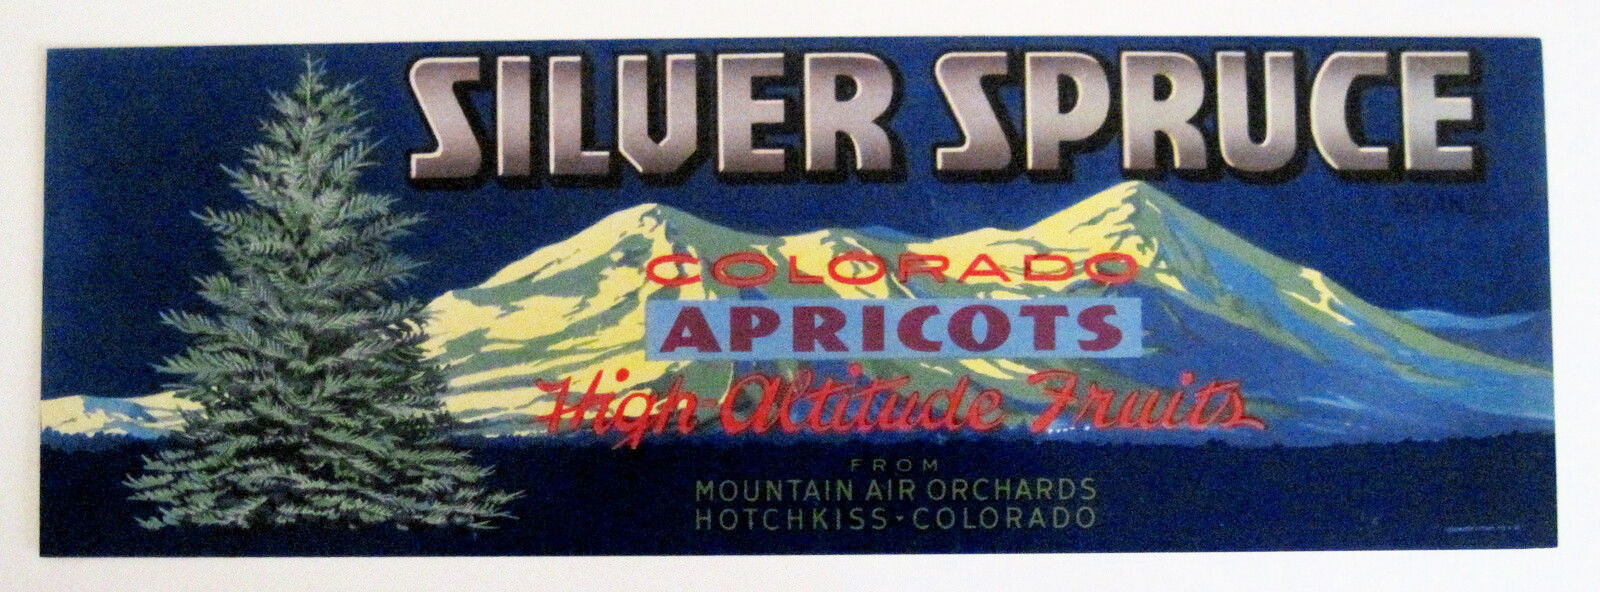 SILVER SPRUCE
BRAND
COLORADO
APRICOTS
High-Altitude Fruits
FROM
MOUNTAIN AIR ORCHARDS
HOTCHKISS-COLORADO